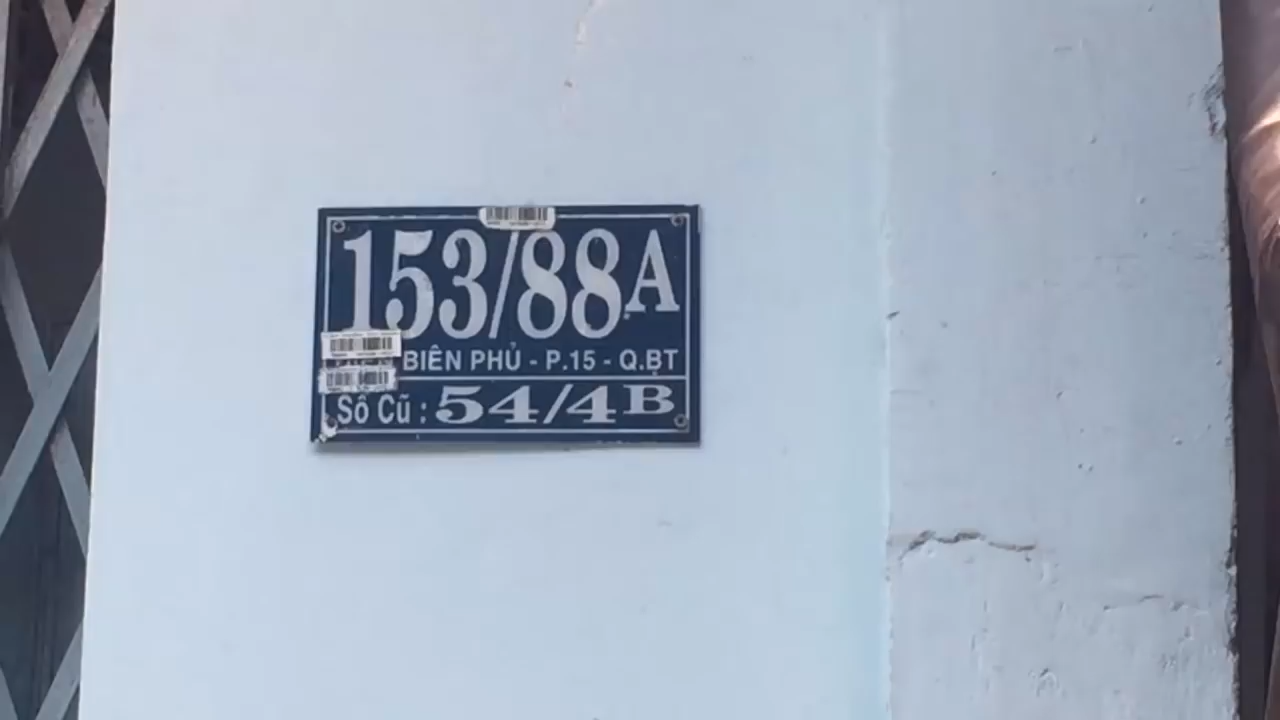 153/88A
BIÊN PHỦ - P.15 - Q.BT
Số Cũ : 54/4B